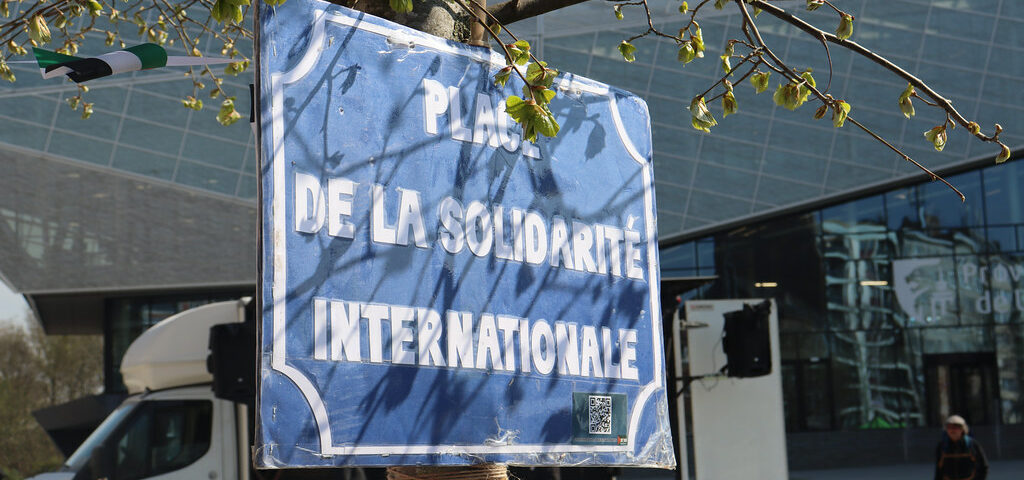 PLACE
DE LA SOLIDARITÉ
INTERNATIONALE